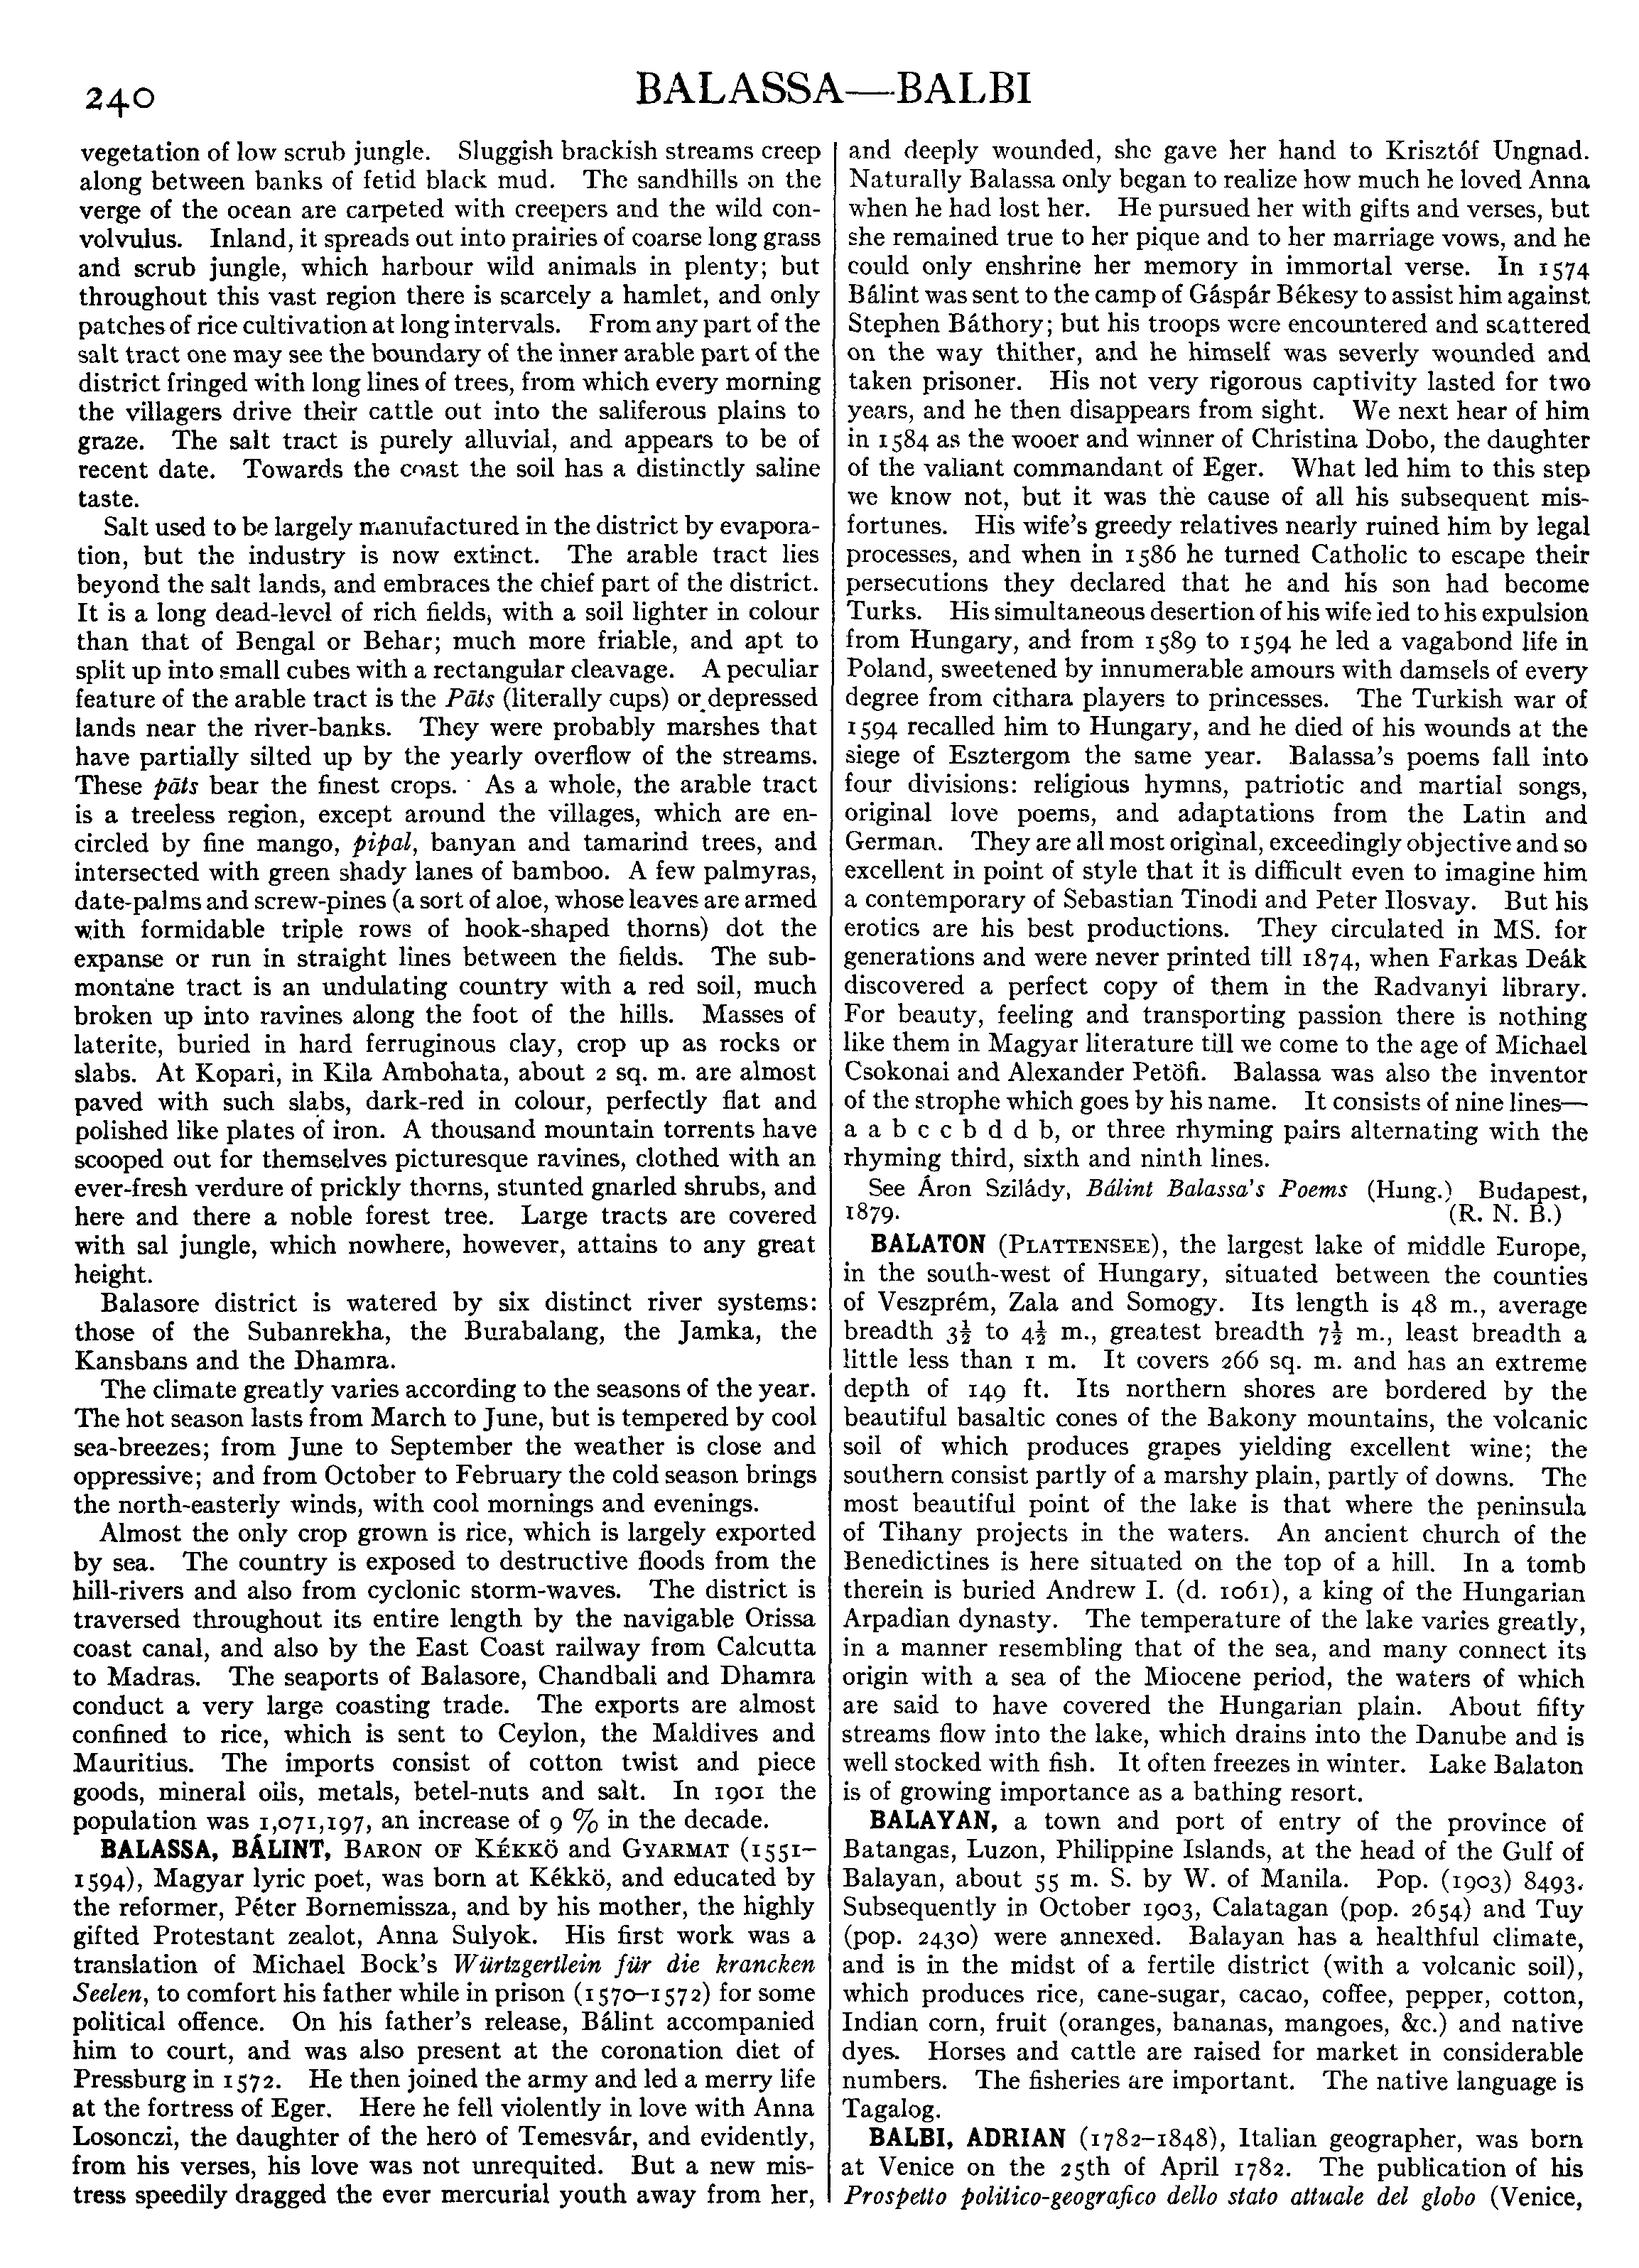 240
BALASSA—BALBI
vegetation of low scrub jungle. Sluggish brackish streams creep
along between banks of fetid black mud. The sandhills on the
verge of the ocean are carpeted with creepers and the wild con-
volvulus. Inland, it spreads out into prairies of coarse long grass
and scrub jungle, which harbour wild animals in plenty; but
throughout this vast region there is scarcely a hamlet, and only
patches of rice cultivation at long intervals. From any part of the
salt tract one may see the boundary of the inner arable part of the
district fringed with long lines of trees, from which every morning
the villagers drive their cattle out into the saliferous plains to
graze. The salt tract is purely alluvial, and appears to be of
recent date. Towards the coast the soil has a distinctly saline
taste.
Salt used to be largely manufactured in the district by evapora-
tion, but the industry is now extinct. The arable tract lies
beyond the salt lands, and embraces the chief part of the district.
It is a long dead-level of rich fields, with a soil lighter in colour
than that of Bengal or Behar; much more friable, and apt to
split up into small cubes with a rectangular cleavage. A peculiar
feature of the arable tract is the Pāts (literally cups) or depressed
lands near the river-banks. They were probably marshes that
have partially silted up by the yearly overflow of the streams.
These pāts bear the finest crops. As a whole, the arable tract
is a treeless region, except around the villages, which are en-
circled by fine mango, pipal, banyan and tamarind trees, and
intersected with green shady lanes of bamboo. A few palmyras,
date-palms and screw-pines (a sort of aloe, whose leaves are armed
with formidable triple rows of hook-shaped thorns) dot the
expanse or run in straight lines between the fields. The sub-
montane tract is an undulating country with a red soil, much
broken up into ravines along the foot of the hills. Masses of
laterite, buried in hard ferruginous clay, crop up as rocks or
slabs. At Kopari, in Kila Ambohata, about 2 sq. m. are almost
paved with such slabs, dark-red in colour, perfectly flat and
polished like plates of iron. A thousand mountain torrents have
scooped out for themselves picturesque ravines, clothed with an
ever-fresh verdure of prickly thorns, stunted gnarled shrubs, and
here and there a noble forest tree. Large tracts are covered
with sal jungle, which nowhere, however, attains to any great
height.
Balasore district is watered by six distinct river systems:
those of the Subanrekha, the Burabalang, the Jamka, the
Kansbans and the Dhamra.
The climate greatly varies according to the seasons of the year.
The hot season lasts from March to June, but is tempered by cool
sea-breezes; from June to September the weather is close and
oppressive; and from October to February the cold season brings
the north-easterly winds, with cool mornings and evenings.
Almost the only crop grown is rice, which is largely exported
by sea. The country is exposed to destructive floods from the
hill-rivers and also from cyclonic storm-waves. The district is
traversed throughout its entire length by the navigable Orissa
coast canal, and also by the East Coast railway from Calcutta
to Madras. The seaports of Balasore, Chandbali and Dhamra
conduct a very large coasting trade. The exports are almost
confined to rice, which is sent to Ceylon, the Maldives and
Mauritius. The imports consist of cotton twist and piece
goods, mineral oils, metals, betel-nuts and salt. In 1901 the
population was 1,071,197, an increase of 9 % in the decade.
BALASSA, BÁLINT, BARON OF KÉKKÖ and GYARMAT (1551–
1594), Magyar lyric poet, was born at Kékkö, and educated by
the reformer, Péter Bornemissza, and by his mother, the highly
gifted Protestant zealot, Anna Sulyok. His first work was a
translation of Michael Bock's Würtzgertlein für die krancken
Seelen, to comfort his father while in prison (1570–1572) for some
political offence. On his father's release, Bálint accompanied
him to court, and was also present at the coronation diet of
Pressburg in 1572. He then joined the army and led a merry life
at the fortress of Eger. Here he fell violently in love with Anna
Losonczi, the daughter of the hero of Temesvár, and evidently,
from his verses, his love was not unrequited. But a new mis-
tress speedily dragged the ever mercurial youth away from her,
and deeply wounded, she gave her hand to Krisztóf Ungnad.
Naturally Balassa only began to realize how much he loved Anna
when he had lost her. He pursued her with gifts and verses, but
she remained true to her pique and to her marriage vows, and he
could only enshrine her memory in immortal verse. In 1574
Bálint was sent to the camp of Gáspár Békesy to assist him against
Stephen Báthory; but his troops were encountered and scattered
on the way thither, and he himself was severly wounded and
taken prisoner. His not very rigorous captivity lasted for two
years, and he then disappears from sight. We next hear of him
in 1584 as the wooer and winner of Christina Dobo, the daughter
of the valiant commandant of Eger. What led him to this step
we know not, but it was the cause of all his subsequent mis-
fortunes. His wife's greedy relatives nearly ruined him by legal
processes, and when in 1586 he turned Catholic to escape their
persecutions they declared that he and his son had become
Turks. His simultaneous desertion of his wife led to his expulsion
from Hungary, and from 1589 to 1594 he led a vagabond life in
Poland, sweetened by innumerable amours with damsels of every
degree from cithara players to princesses. The Turkish war of
1594 recalled him to Hungary, and he died of his wounds at the
siege of Esztergom the same year. Balassa's poems fall into
four divisions: religious hymns, patriotic and martial songs,
original love poems, and adaptations from the Latin and
German. They are all most original, exceedingly objective and so
excellent in point of style that it is difficult even to imagine him
a contemporary of Sebastian Tinodi and Peter Ilosvay. But his
erotics are his best productions. They circulated in MS. for
generations and were never printed till 1874, when Farkas Deák
discovered a perfect copy of them in the Radvanyi library.
For beauty, feeling and transporting passion there is nothing
like them in Magyar literature till we come to the age of Michael
Csokonai and Alexander Petöfi. Balassa was also the inventor
of the strophe which goes by his name. It consists of nine lines—
a a b c c b d d b, or three rhyming pairs alternating with the
rhyming third, sixth and ninth lines.
See Áron Szilády, Bálint Balassa's Poems (Hung.) Budapest,
1879. (R. N. B.)
BALATON (PLATTENSEE), the largest lake of middle Europe,
in the south-west of Hungary, situated between the counties
of Veszprém, Zala and Somogy. Its length is 48 m., average
breadth 3½ to 4½ m., greatest breadth 7½ m., least breadth a
little less than 1 m. It covers 266 sq. m. and has an extreme
depth of 149 ft. Its northern shores are bordered by the
beautiful basaltic cones of the Bakony mountains, the volcanic
soil of which produces grapes yielding excellent wine; the
southern consist partly of a marshy plain, partly of downs. The
most beautiful point of the lake is that where the peninsula
of Tihany projects in the waters. An ancient church of the
Benedictines is here situated on the top of a hill. In a tomb
therein is buried Andrew I. (d. 1061), a king of the Hungarian
Arpadian dynasty. The temperature of the lake varies greatly,
in a manner resembling that of the sea, and many connect its
origin with a sea of the Miocene period, the waters of which
are said to have covered the Hungarian plain. About fifty
streams flow into the lake, which drains into the Danube and is
well stocked with fish. It often freezes in winter. Lake Balaton
is of growing importance as a bathing resort.
BALAYAN, a town and port of entry of the province of
Batangas, Luzon, Philippine Islands, at the head of the Gulf of
Balayan, about 55 m. S. by W. of Manila. Pop. (1903) 8493.
Subsequently in October 1903, Calatagan (pop. 2654) and Tuy
(pop. 2430) were annexed. Balayan has a healthful climate,
and is in the midst of a fertile district (with a volcanic soil),
which produces rice, cane-sugar, cacao, coffee, pepper, cotton,
Indian corn, fruit (oranges, bananas, mangoes, &c.) and native
dyes. Horses and cattle are raised for market in considerable
numbers. The fisheries are important. The native language is
Tagalog.
BALBI, ADRIAN (1782–1848), Italian geographer, was born
at Venice on the 25th of April 1782. The publication of his
Prospetto politico-geografico dello stato attuale del globo (Venice,